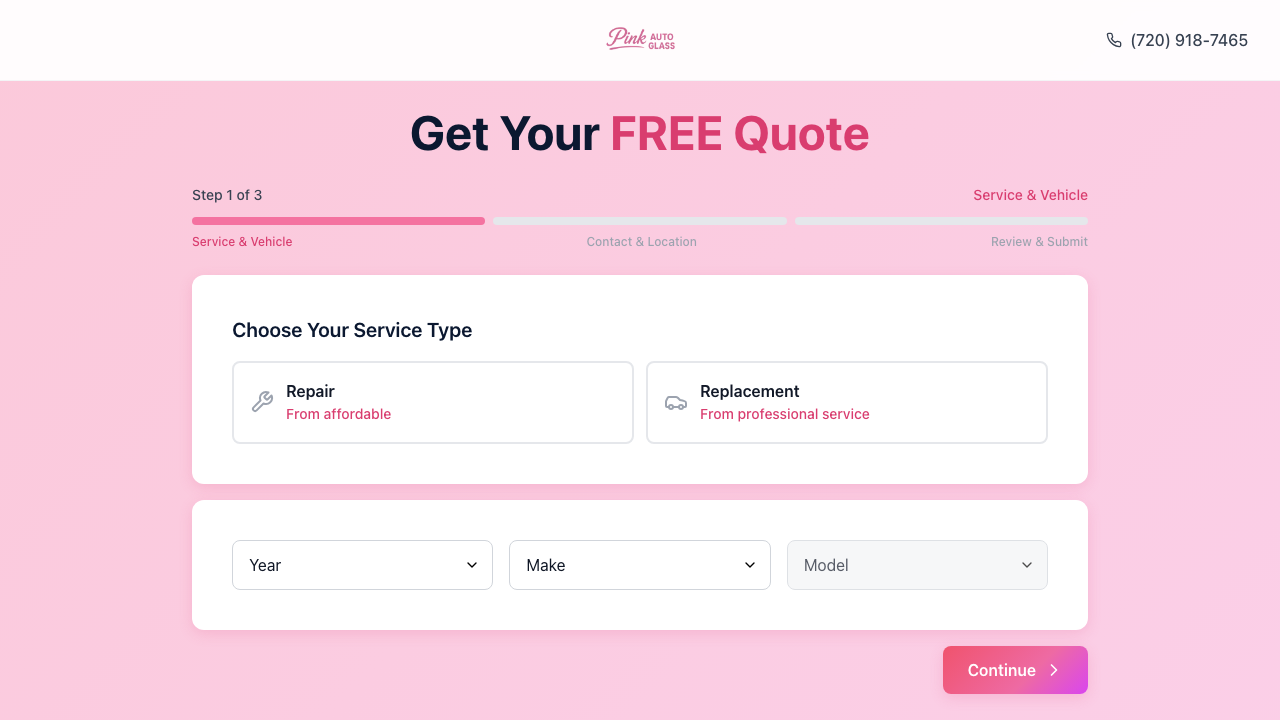 Pink AUTO GLASS
(720) 918-7465
Get Your FREE Quote
Step 1 of 3
Service & Vehicle
Service & Vehicle
Contact & Location
Review & Submit
Choose Your Service Type
Repair
From affordable
Replacement
From professional service
Year
Make
Model
Continue